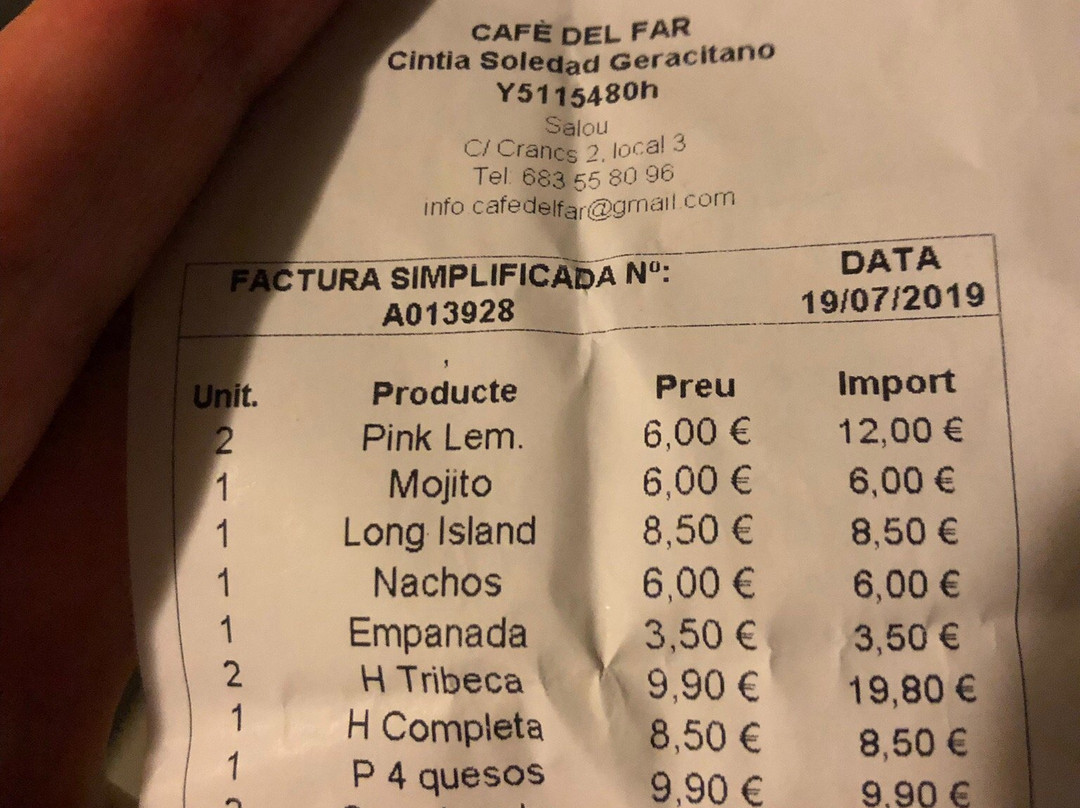 CAFÈ DEL FAR
Cintia Soledad Geracitano
Y5115480h
Salou
C/ Crancs 2, local 3
Tel. 683 55 80 96
info cafedelfar@gmail.com
FACTURA SIMPLIFICADA Nº: DATA
A013928 19/07/2019
Unit. Producte Preu Import
2 Pink Lem. 6,00 € 12,00 €
1 Mojito 6,00 € 6,00 €
1 Long Island 8,50 € 8,50 €
1 Nachos 6,00 € 6,00 €
1 Empanada 3,50 € 3,50 €
2 H Tribeca 9,90 € 19,80 €
1 H Completa 8,50 € 8,50 €
1 P 4 quesos 9,90 € 9,90 €